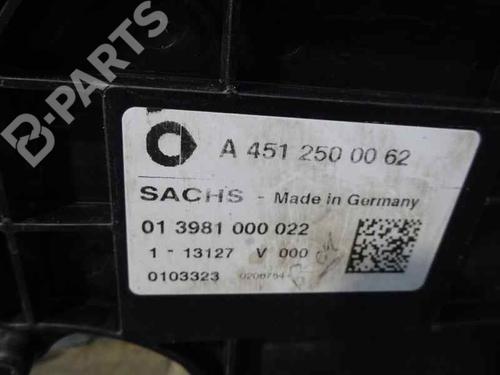 B-PARTS
A 451 250 00 62
SACHS - Made in Germany
01 3981 000 022
1 - 13127 V 000
0103323